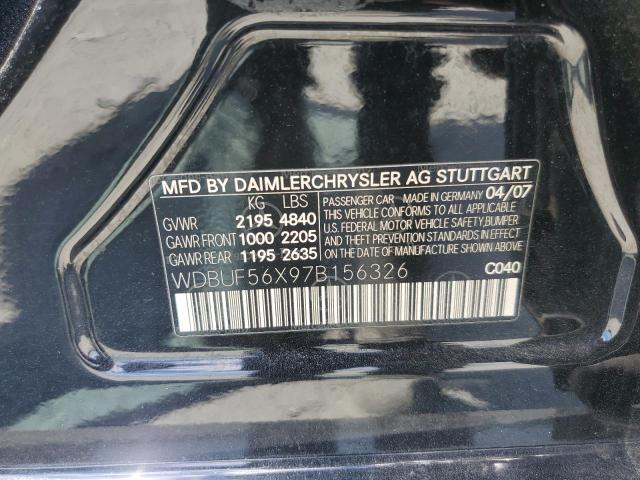 MFD BY DAIMLERCHRYSLER AG STUTTGART
KG LBS
GVWR 2195 4840
GAWR FRONT 1000 2205
GAWR REAR 1195 2635
PASSENGER CAR MADE IN GERMANY 04/07
THIS VEHICLE CONFORMS TO ALL APPLICABLE
U.S. FEDERAL MOTOR VEHICLE SAFETY,BUMPER
AND THEFT PREVENTION STANDARDS IN EFFECT
ON THE DATE OF MANUFACTURE SHOWN ABOVE.
WDBUF56X97B156326
C040